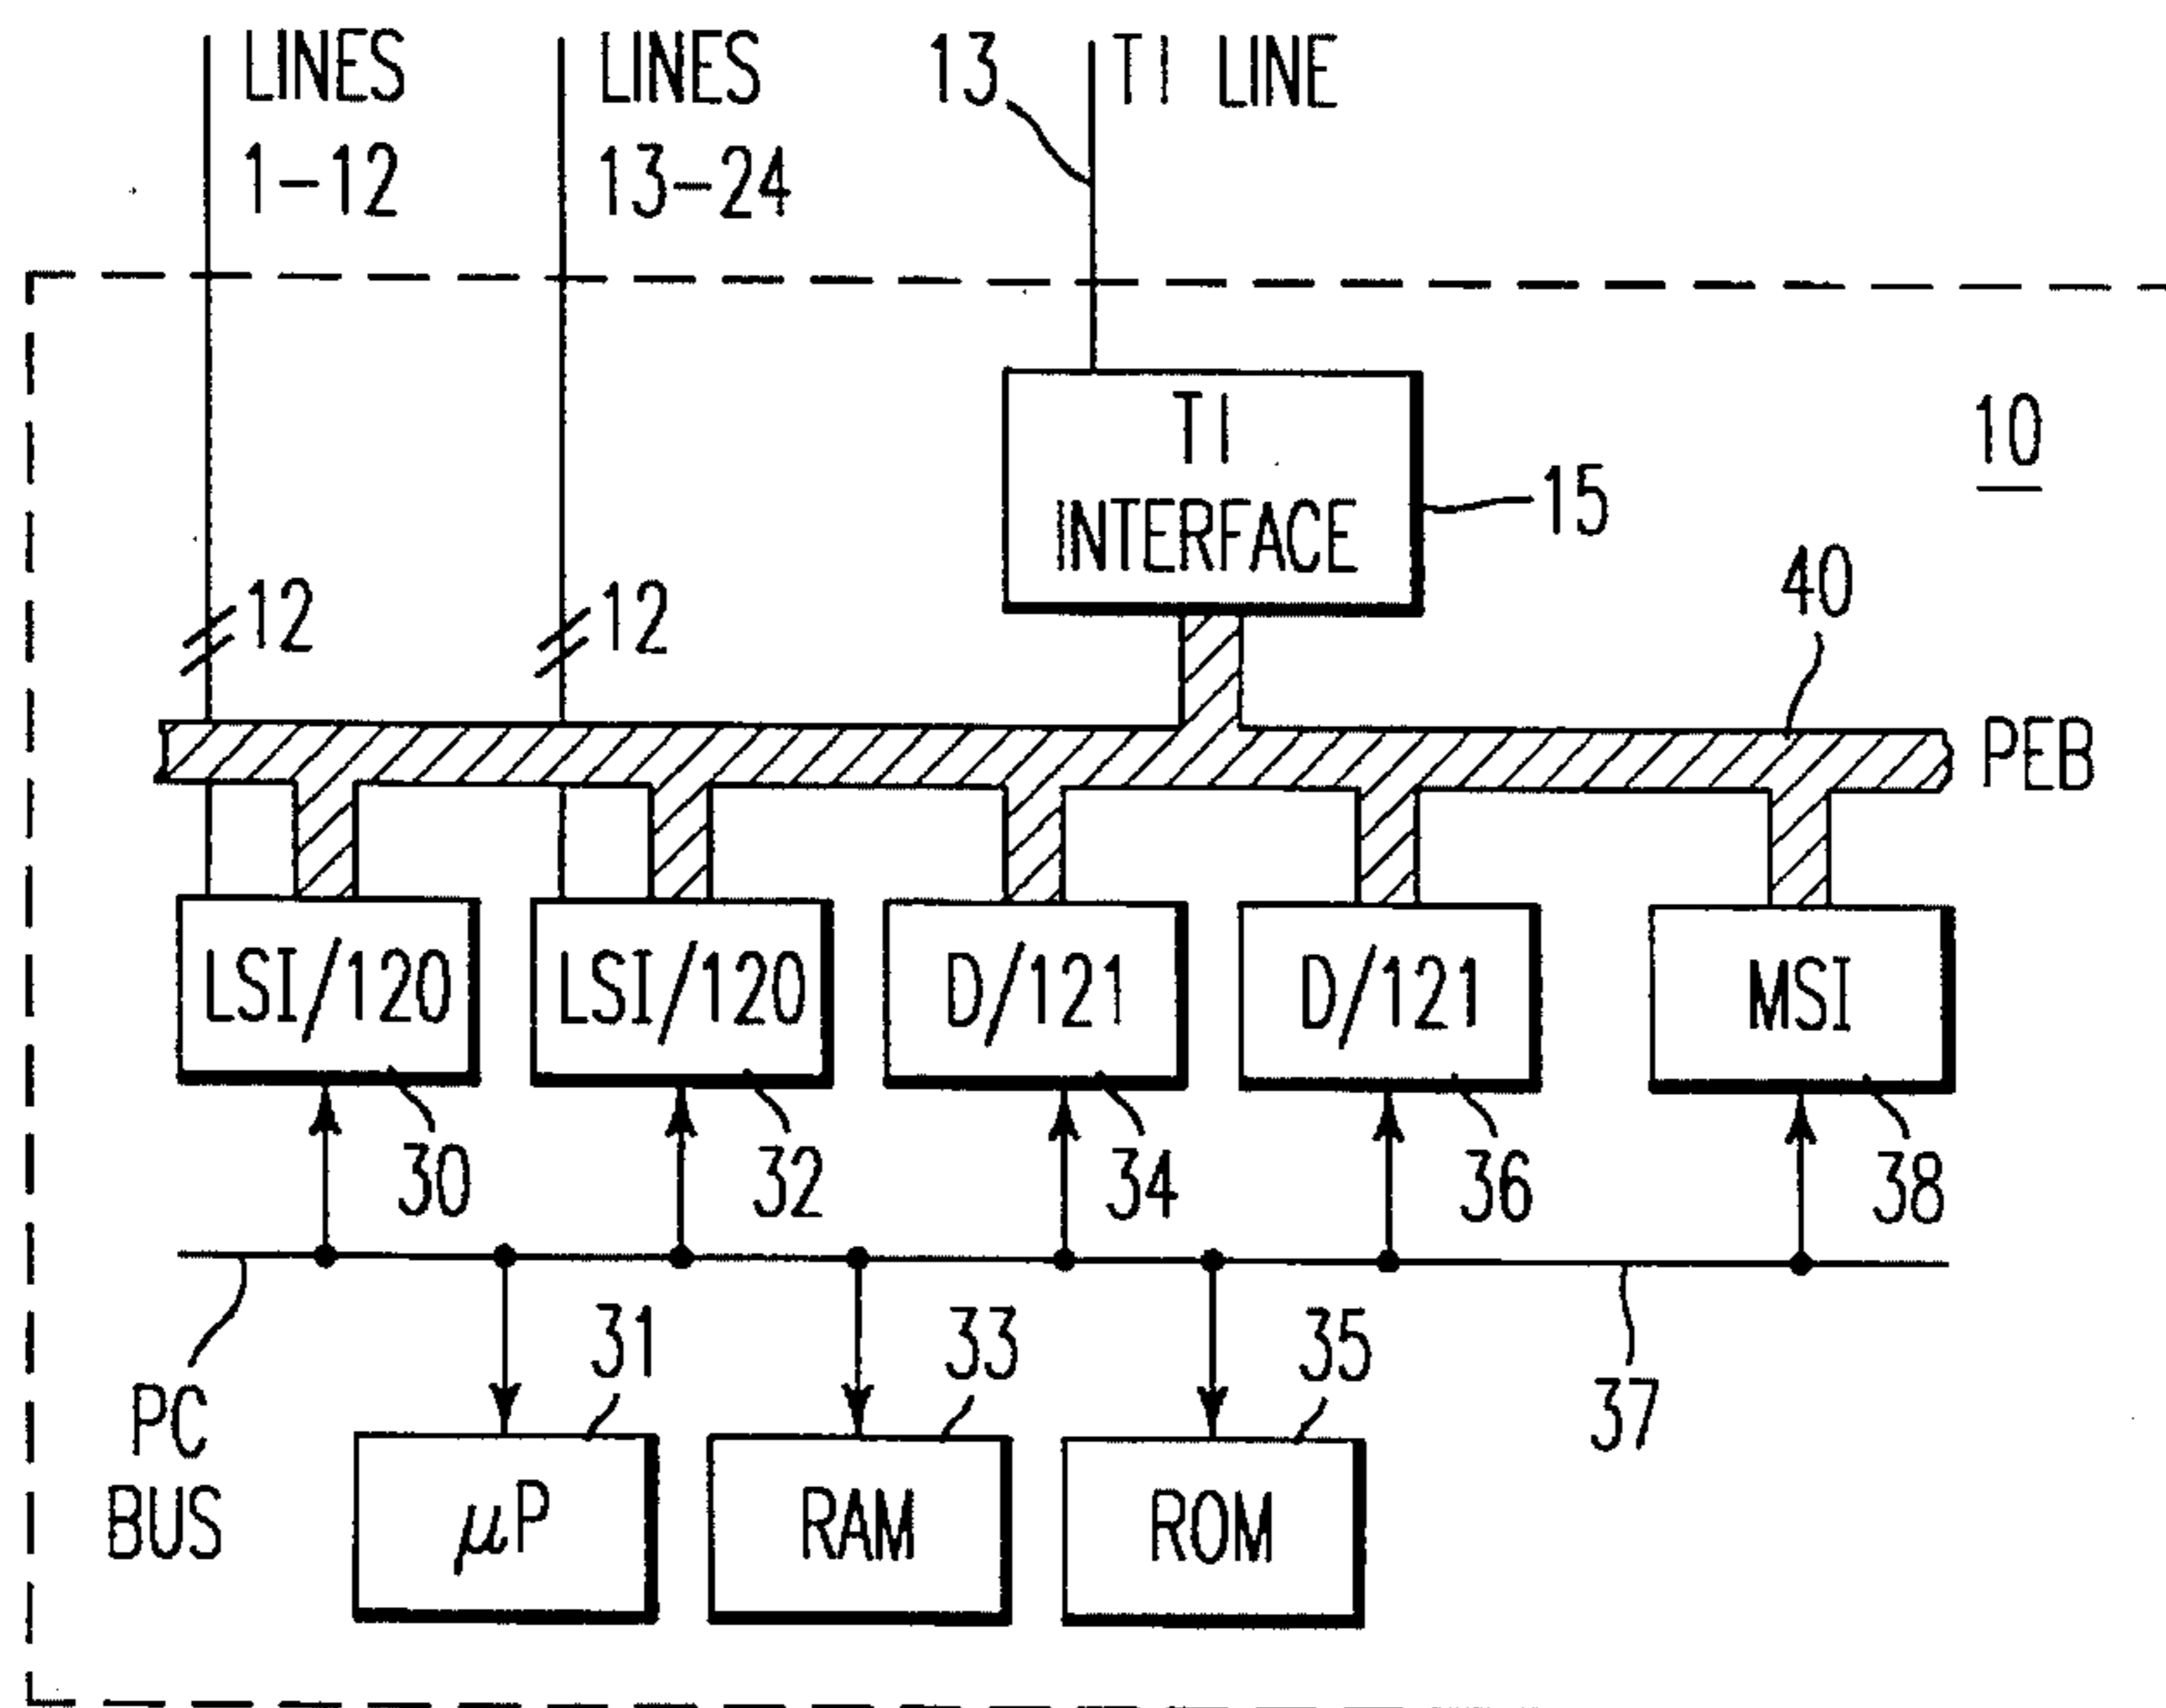 LINES
1-12
LINES
13-24
13
T1 LINE
T1
INTERFACE
15
10
40
12
12
PEB
LSI/120
LSI/120
D/121
D/121
MSI
30
32
34
36
38
31
33
35
37
PC
BUS
μP
RAM
ROM